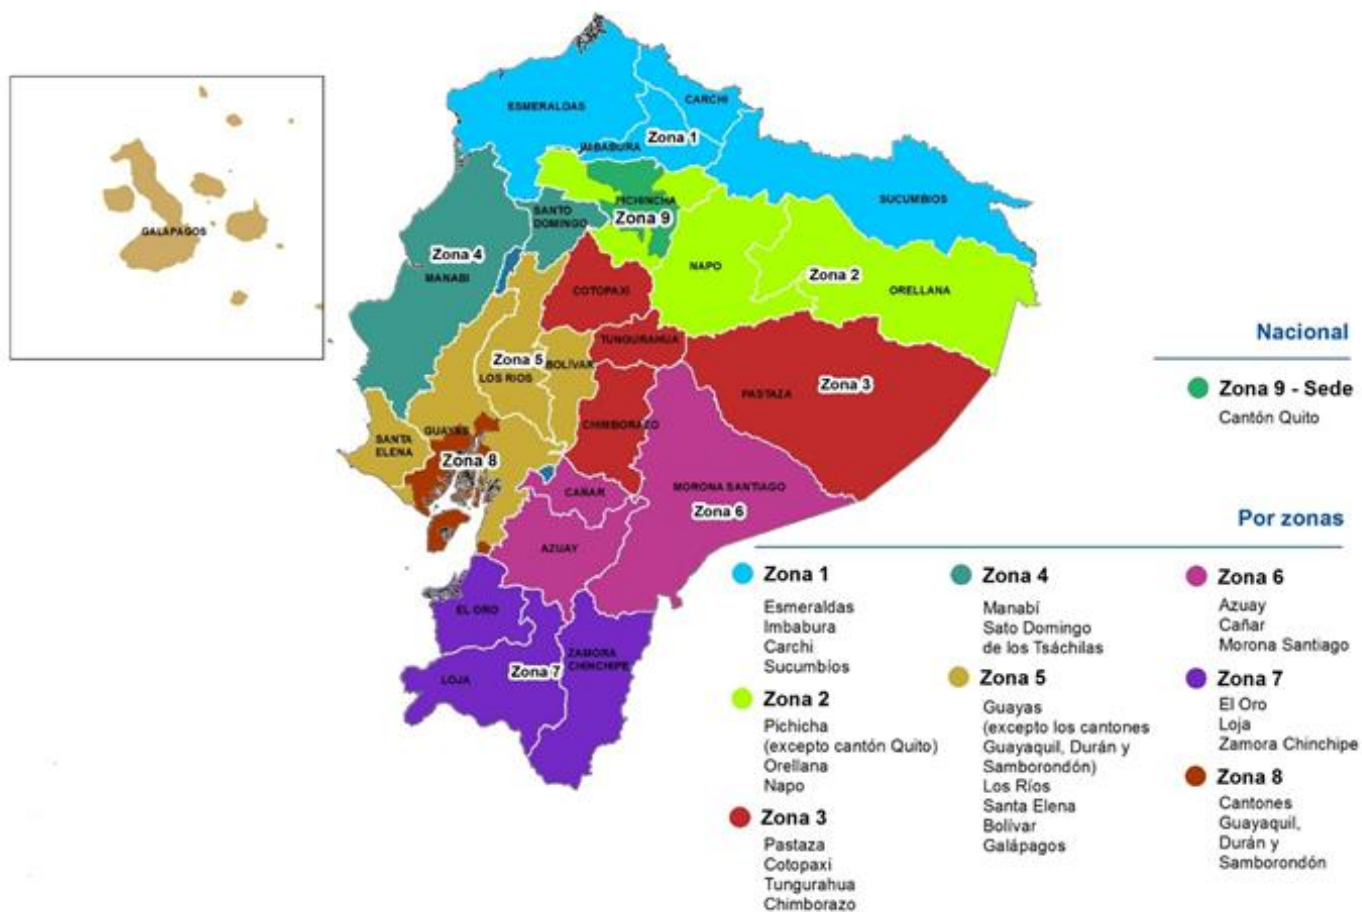 ESMERALDAS
CARCHI
Zona 1
IMBABURA
SUCUMBIOS
PICHINCHA
SANTO
DOMINGO
Zona 9
GALAPAGOS
Zona 4
MANABI
NAPO
Zona 2
ORELLANA
COTOPAXI
TUNGURAHUA
Zona 5
BOLÍVAR
LOS RIOS
PASTAZA
Zona 3
CHIMBORAZO
GUAYAS
SANTA
ELENA
Zona 8
CAÑAR
MORONA SANTIAGO
Zona 6
AZUAY
EL ORO
ZAMORA
CHINCHIPE
Zona 7
LOJA
Nacional
Zona 9 - Sede
Cantón Quito
Por zonas
Zona 1
Esmeraldas
Imbabura
Carchi
Sucumbíos
Zona 2
Pichicha
(excepto cantón Quito)
Orellana
Napo
Zona 3
Pastaza
Cotopaxi
Tungurahua
Chimborazo
Zona 4
Manabí
Sato Domingo
de los Tsáchilas
Zona 5
Guayas
(excepto los cantones
Guayaquil, Durán y
Samborondón)
Los Ríos
Santa Elena
Bolívar
Galápagos
Zona 6
Azuay
Cañar
Morona Santiago
Zona 7
El Oro
Loja
Zamora Chinchipe
Zona 8
Cantones
Guayaquil,
Durán y
Samborondón